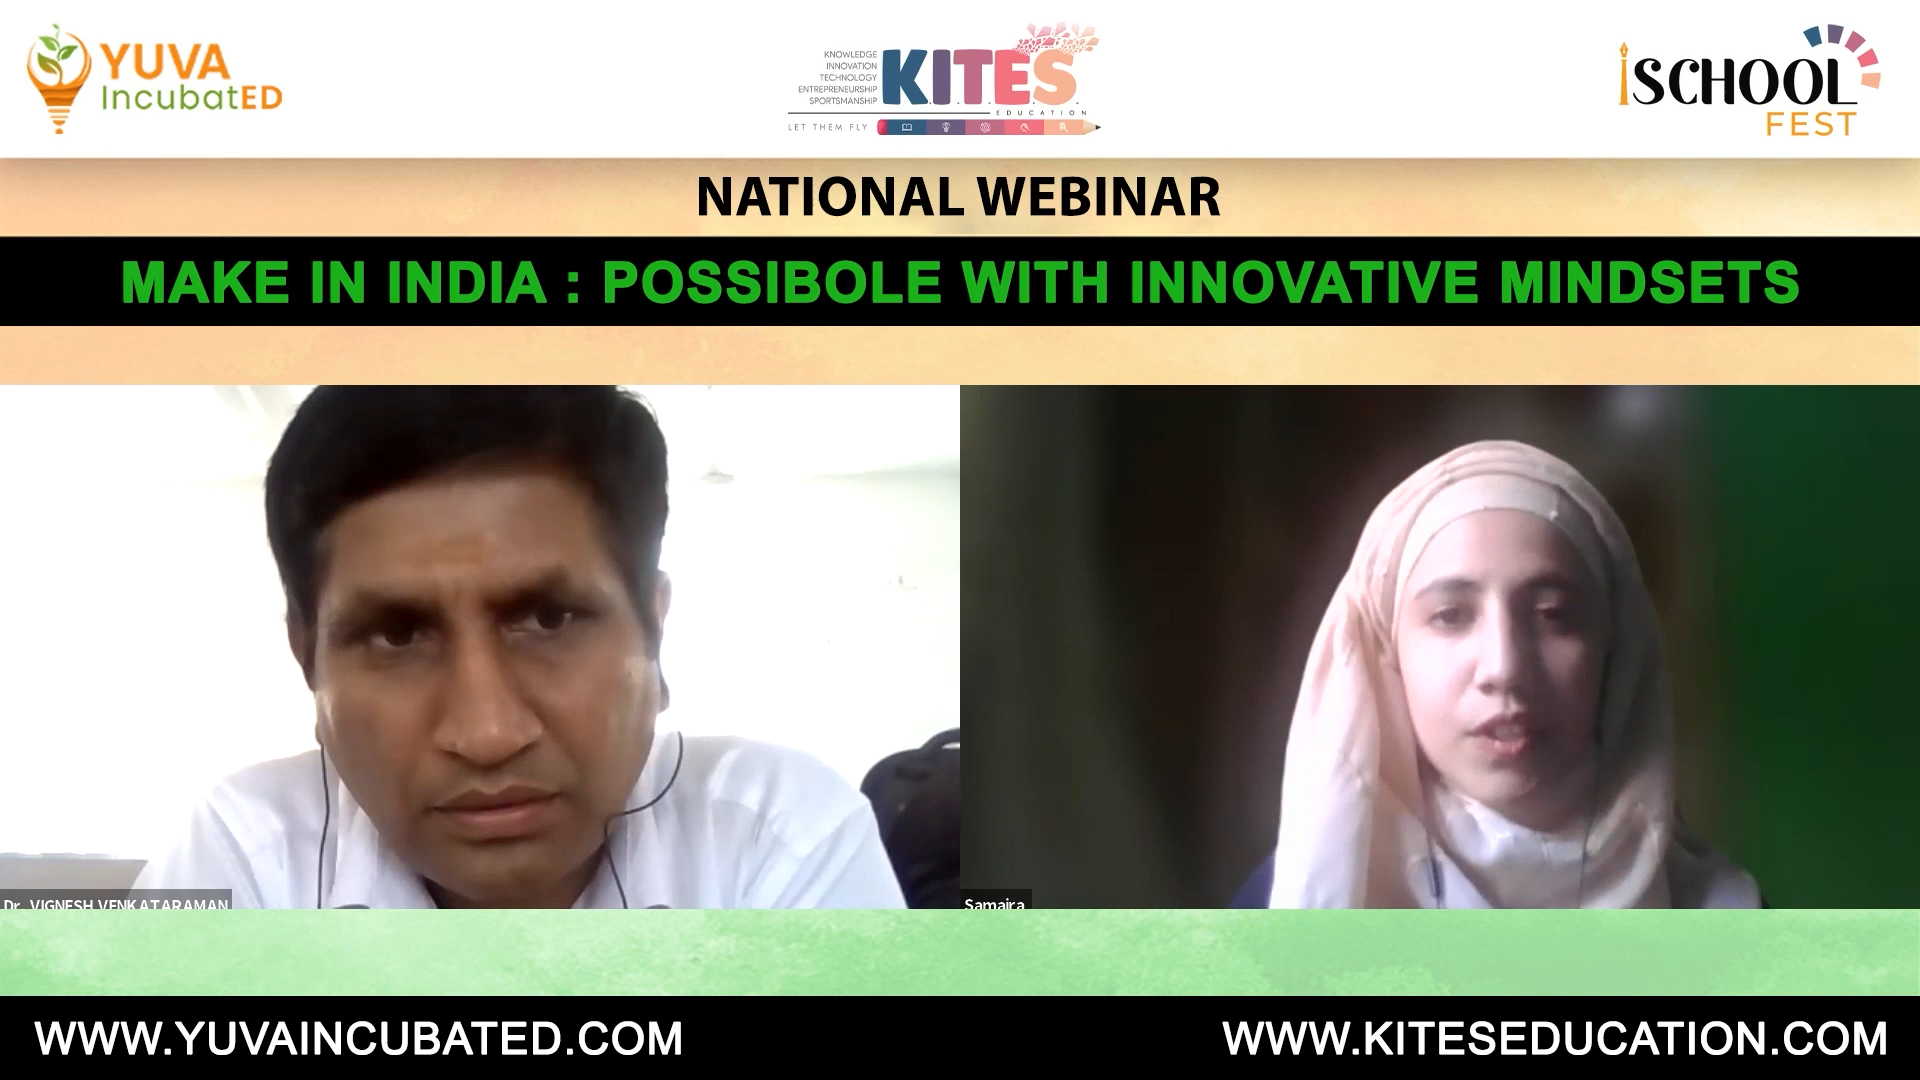 YUVA
IncubatED
KNOWLEDGE
INNOVATION
TECHNOLOGY
ENTREPRENEURSHIP
SPORTSMANSHIP
KITES
EDUCATION
LET THEM FLY
iSCHOOL
FEST
NATIONAL WEBINAR
MAKE IN INDIA : POSSIBOLE WITH INNOVATIVE MINDSETS
Dr. VIGNESH VENKATARAMAN
Samaira
WWW.YUVAINCUBATED.COM
WWW.KITESEDUCATION.COM